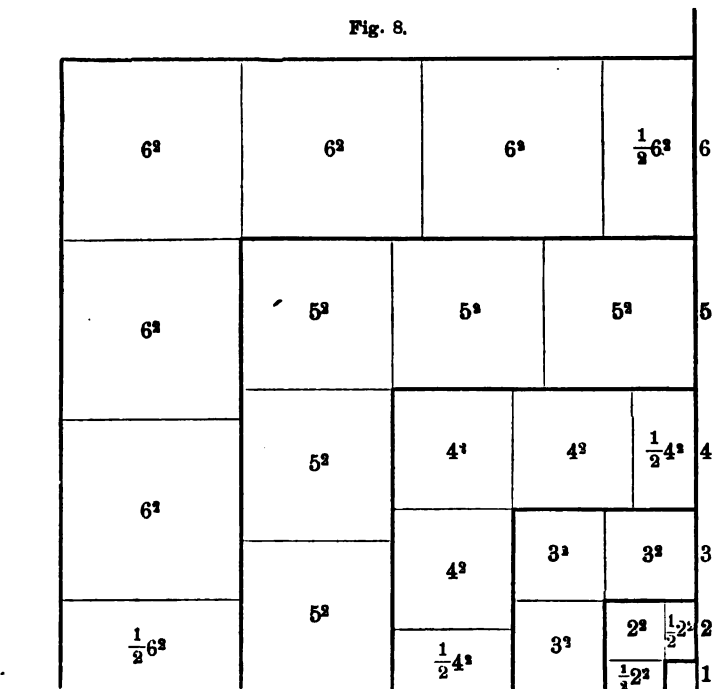 Fig. 8.
6² 6² 6² ½6² 6
6² 5² 5² 5² 5
5² 4² 4² ½4² 4
6² 4² 3² 3² 3
½6² 5² ½4² 3² 2² ½2² 2
½2² 1